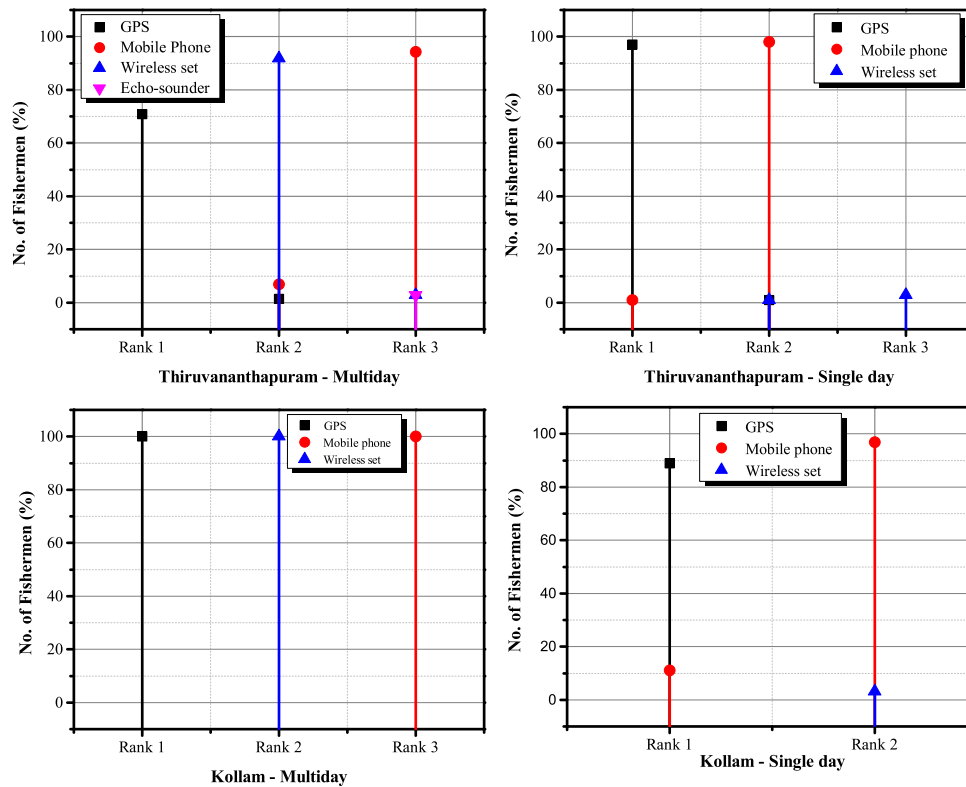 GPS
Mobile Phone
Wireless set
Echo-sounder
100
80
60
40
20
0
No. of Fishermen (%)
Rank 1
Rank 2
Rank 3
Thiruvananthapuram - Multiday
GPS
Mobile phone
Wireless set
100
80
60
40
20
0
No. of Fishermen (%)
Rank 1
Rank 2
Rank 3
Thiruvananthapuram - Single day
GPS
Mobile phone
Wireless set
100
80
60
40
20
0
No. of Fishermen (%)
Rank 1
Rank 2
Rank 3
Kollam - Multiday
GPS
Mobile phone
Wireless set
100
80
60
40
20
0
No. of Fishermen (%)
Rank 1
Rank 2
Kollam - Single day